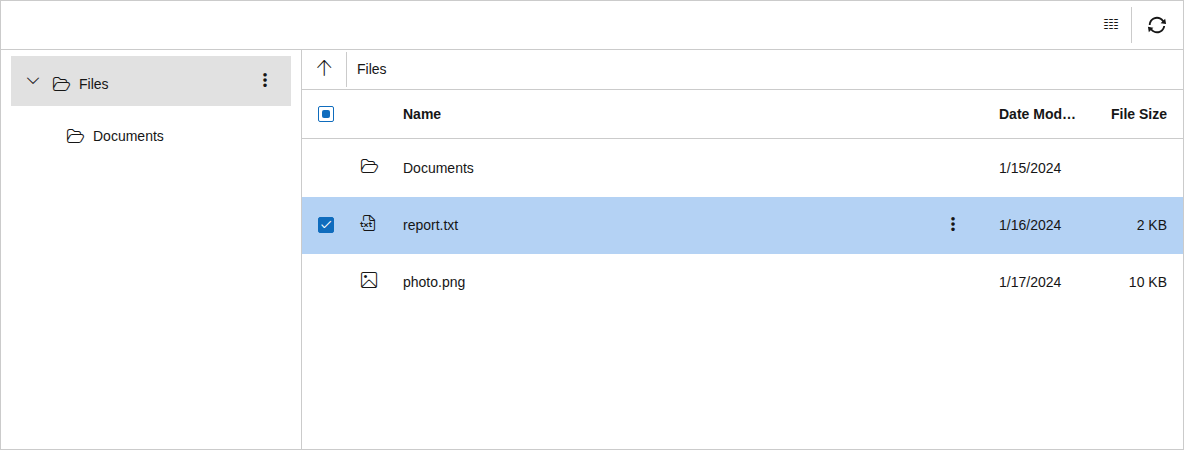 Files
Documents
Files
Name Date Mod… File Size
Documents 1/15/2024
txt report.txt 1/16/2024 2 KB
photo.png 1/17/2024 10 KB